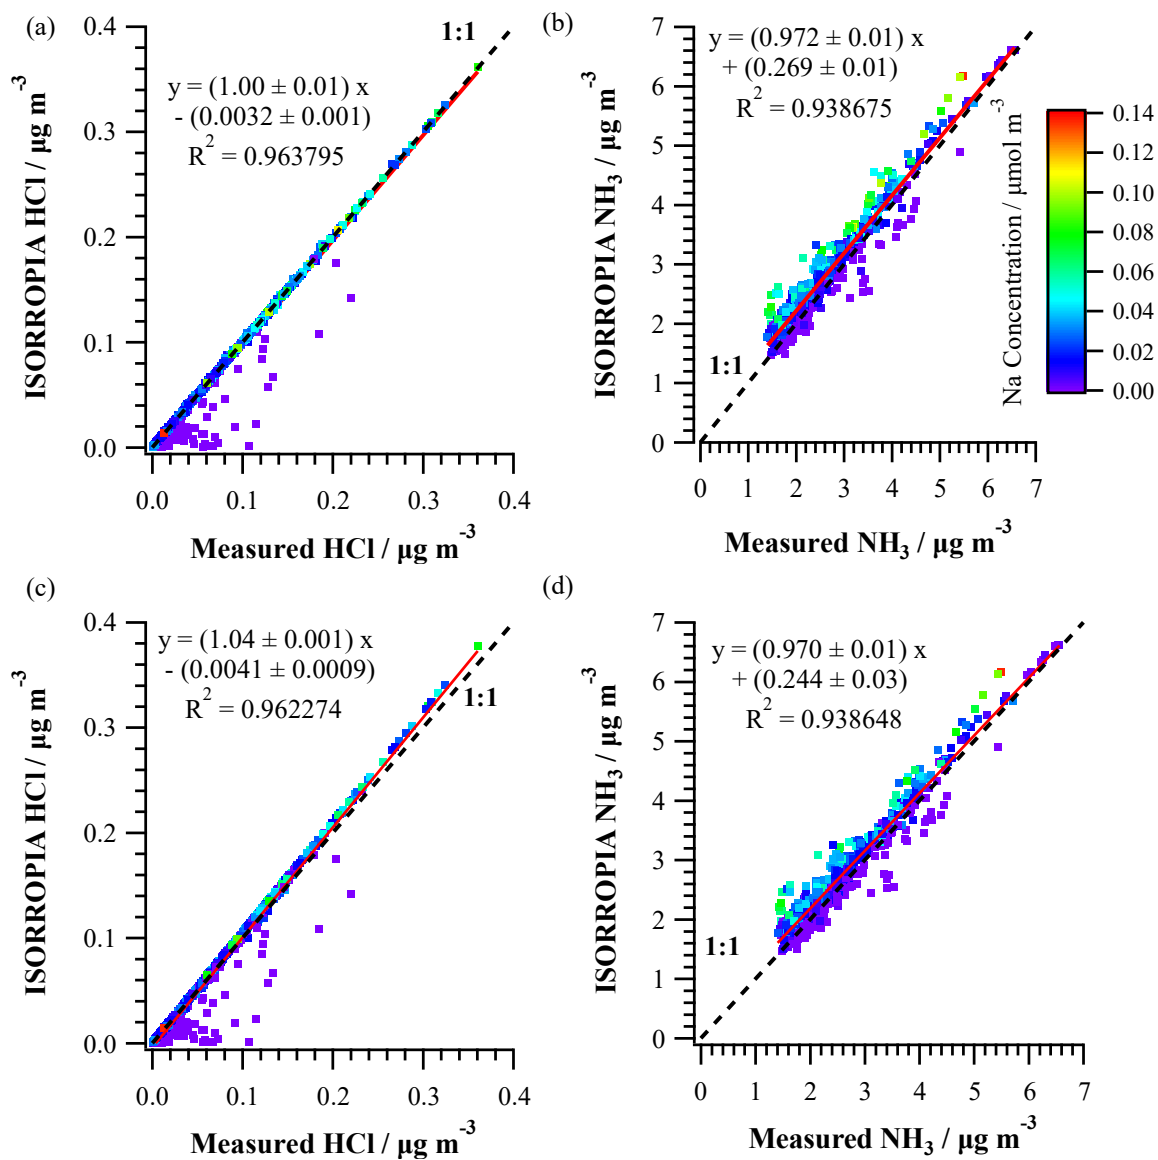 (a)
0.4
0.3
0.2
0.1
0.0
ISORROPIA HCl / µg m⁻³
1:1
y = (1.00 ± 0.01) x
- (0.0032 ± 0.001)
R² = 0.963795
0.0 0.1 0.2 0.3 0.4
Measured HCl / µg m⁻³
(b)
7
6
5
4
3
2
1
0
ISORROPIA NH₃ / µg m⁻³
y = (0.972 ± 0.01) x
+ (0.269 ± 0.01)
R² = 0.938675
1:1
0 1 2 3 4 5 6 7
Measured NH₃ / µg m⁻³
Na Concentration / µmol m⁻³
0.14
0.12
0.10
0.08
0.06
0.04
0.02
0.00
(c)
0.4
0.3
0.2
0.1
0.0
ISORROPIA HCl / µg m⁻³
y = (1.04 ± 0.001) x
- (0.0041 ± 0.0009)
R² = 0.962274
1:1
0.0 0.1 0.2 0.3 0.4
Measured HCl / µg m⁻³
(d)
7
6
5
4
3
2
1
0
ISORROPIA NH₃ / µg m⁻³
y = (0.970 ± 0.01) x
+ (0.244 ± 0.03)
R² = 0.938648
1:1
0 1 2 3 4 5 6 7
Measured NH₃ / µg m⁻³